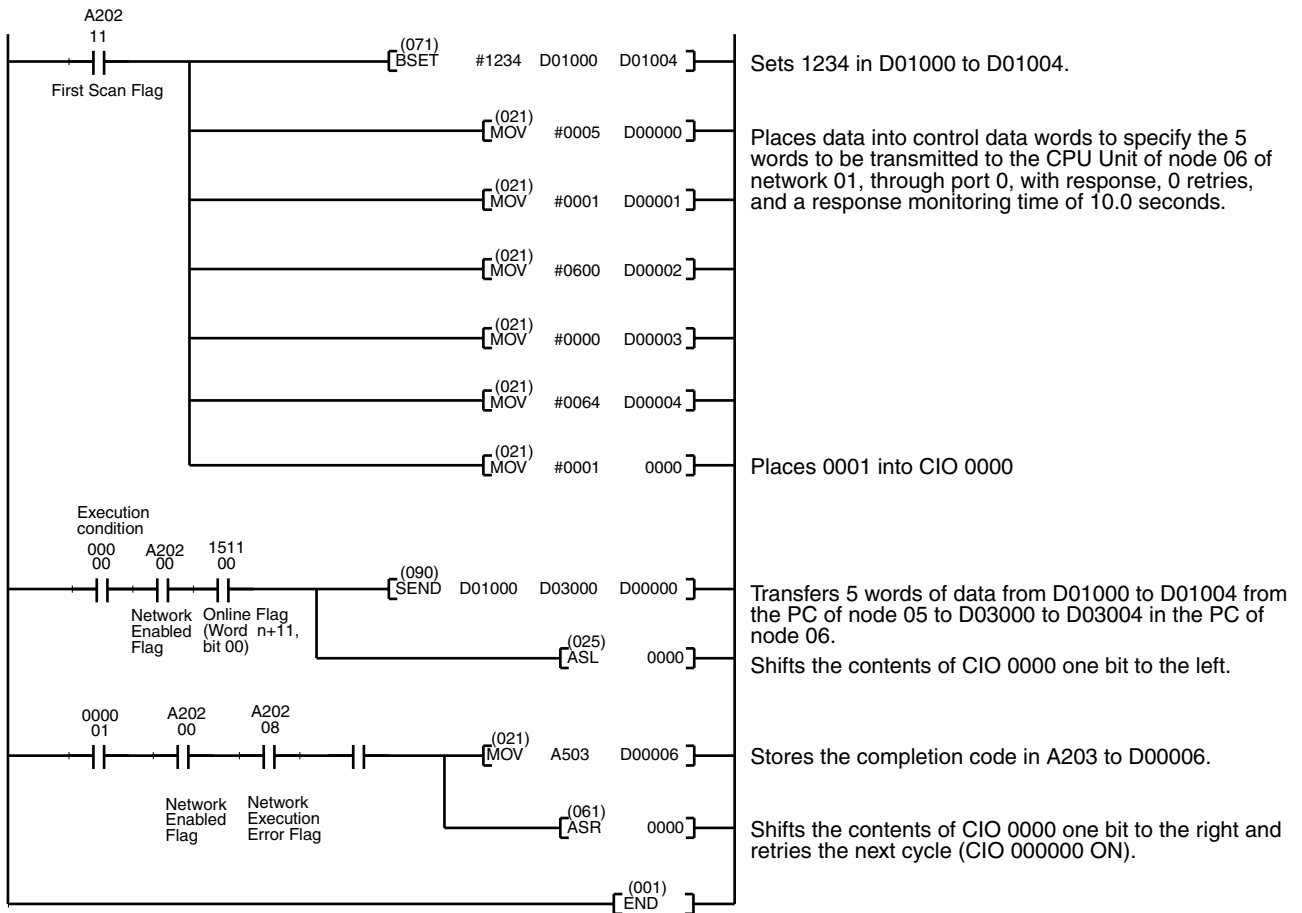 A202
11
First Scan Flag
(071)
BSET #1234 D01000 D01004
Sets 1234 in D01000 to D01004.
(021)
MOV #0005 D00000
Places data into control data words to specify the 5
words to be transmitted to the CPU Unit of node 06 of
network 01, through port 0, with response, 0 retries,
and a response monitoring time of 10.0 seconds.
(021)
MOV #0001 D00001
(021)
MOV #0600 D00002
(021)
MOV #0000 D00003
(021)
MOV #0064 D00004
(021)
MOV #0001 0000
Places 0001 into CIO 0000
Execution
condition
000
00
A202
00
1511
00
Network
Enabled
Flag
Online Flag
(Word n+11,
bit 00)
(090)
SEND D01000 D03000 D00000
Transfers 5 words of data from D01000 to D01004 from
the PC of node 05 to D03000 to D03004 in the PC of
node 06.
(025)
ASL 0000
Shifts the contents of CIO 0000 one bit to the left.
0000
01
A202
00
A202
08
Network
Enabled
Flag
Network
Execution
Error Flag
(021)
MOV A503 D00006
Stores the completion code in A203 to D00006.
(061)
ASR 0000
Shifts the contents of CIO 0000 one bit to the right and
retries the next cycle (CIO 000000 ON).
(001)
END